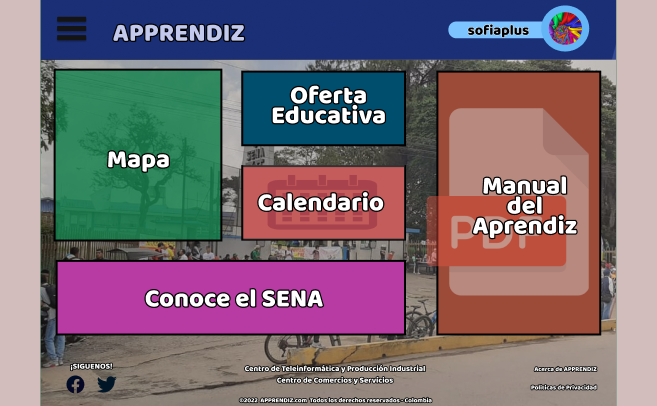 APPRENDIZ
sofiaplus
Mapa
Oferta
Educativa
Calendario
Manual
del
Aprendiz
PDF
Conoce el SENA
¡SIGUENOS!
Centro de Teleinformática y Producción Industrial
Centro de Comercios y Servicios
Acerca de APPRENDIZ
Políticas de Privacidad
©2022 APPRENDIZ.com Todos los derechos reservados - Colombia